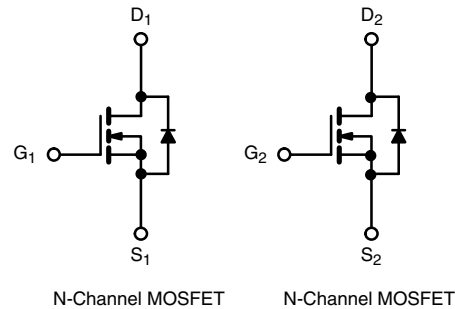 D1 D2
G1 G2
S1 S2
N-Channel MOSFET N-Channel MOSFET